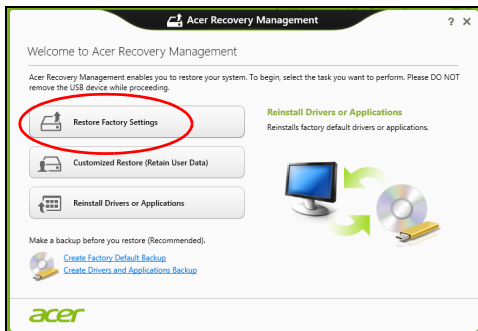 Acer Recovery Management
? X
Welcome to Acer Recovery Management
Acer Recovery Management enables you to restore your system. To begin, select the task you want to perform. Please DO NOT
remove the USB device while proceeding.
Restore Factory Settings
Customized Restore (Retain User Data)
Reinstall Drivers or Applications
Reinstall Drivers or Applications
Reinstalls factory default drivers or applications.
Make a backup before you restore (Recommended).
Create Factory Default Backup
Create Drivers and Applications Backup
acer